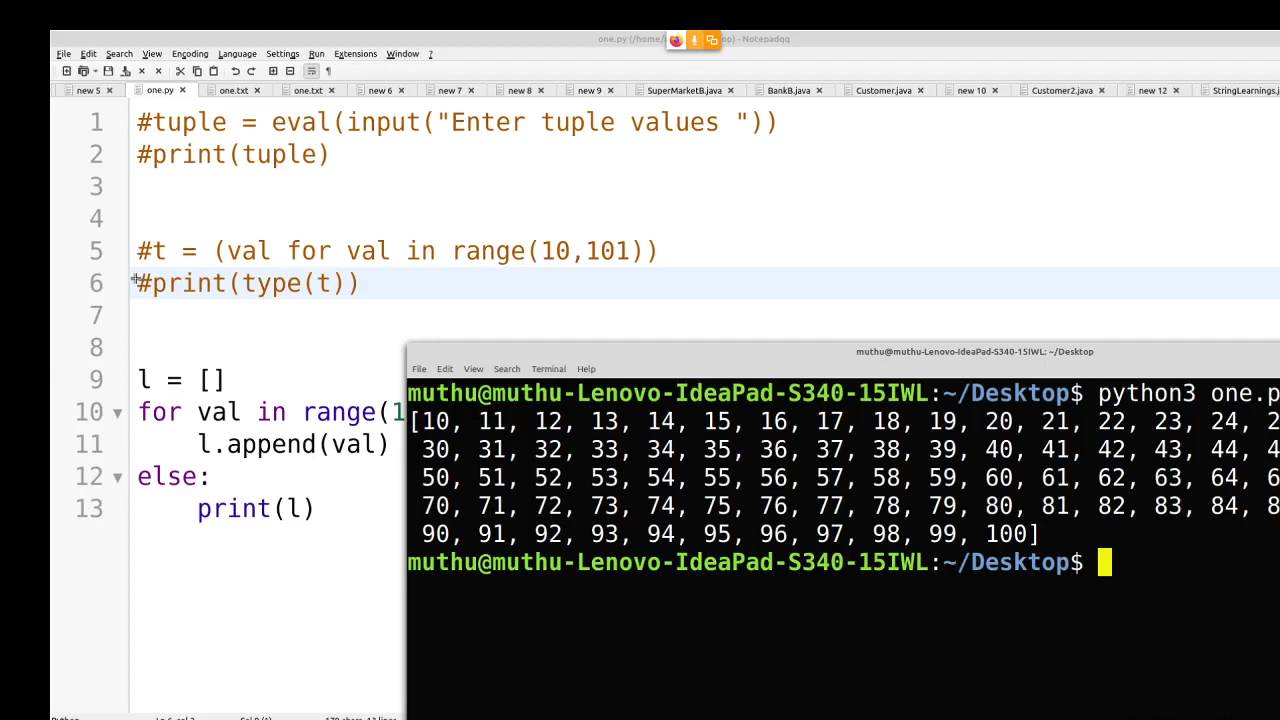 one.py (/home/ op) - Notepadqq
File Edit Search View Encoding Language Settings Run Extensions Window ?
new 5 one.py one.txt one.txt new 6 new 7 new 8 new 9 SuperMarketB.java BankB.java Customer.java new 10 Customer2.java new 12 StringLearnings.j
1 #tuple = eval(input("Enter tuple values "))
2 #print(tuple)
3
4
5 #t = (val for val in range(10,101))
6 #print(type(t))
7
8
9 l = []
10 for val in range(1
11 l.append(val)
12 else:
13 print(l)
muthu@muthu-Lenovo-IdeaPad-S340-15IWL: ~/Desktop
File Edit View Search Terminal Help
muthu@muthu-Lenovo-IdeaPad-S340-15IWL:~/Desktop$ python3 one.p
[10, 11, 12, 13, 14, 15, 16, 17, 18, 19, 20, 21, 22, 23, 24, 2
30, 31, 32, 33, 34, 35, 36, 37, 38, 39, 40, 41, 42, 43, 44, 4
50, 51, 52, 53, 54, 55, 56, 57, 58, 59, 60, 61, 62, 63, 64, 6
70, 71, 72, 73, 74, 75, 76, 77, 78, 79, 80, 81, 82, 83, 84, 8
90, 91, 92, 93, 94, 95, 96, 97, 98, 99, 100]
muthu@muthu-Lenovo-IdeaPad-S340-15IWL:~/Desktop$